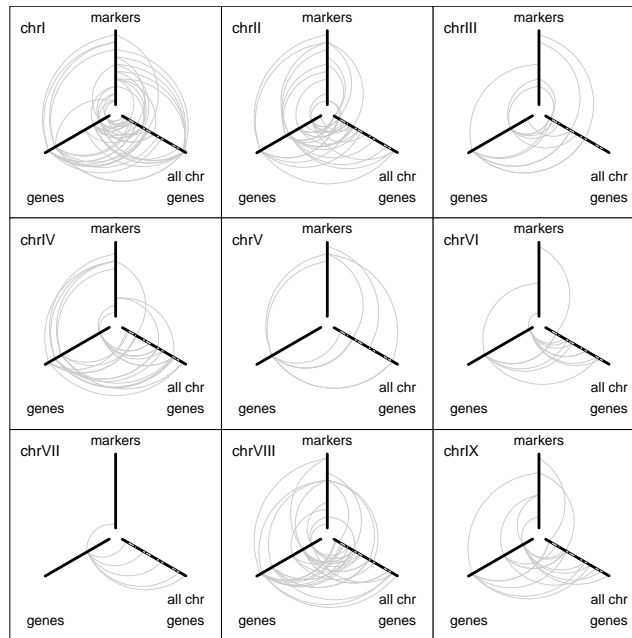 chrI
markers
genes
all chr
genes
chrII
markers
genes
all chr
genes
chrIII
markers
genes
all chr
genes
chrIV
markers
genes
all chr
genes
chrV
markers
genes
all chr
genes
chrVI
markers
genes
all chr
genes
chrVII
markers
genes
all chr
genes
chrVIII
markers
genes
all chr
genes
chrIX
markers
genes
all chr
genes